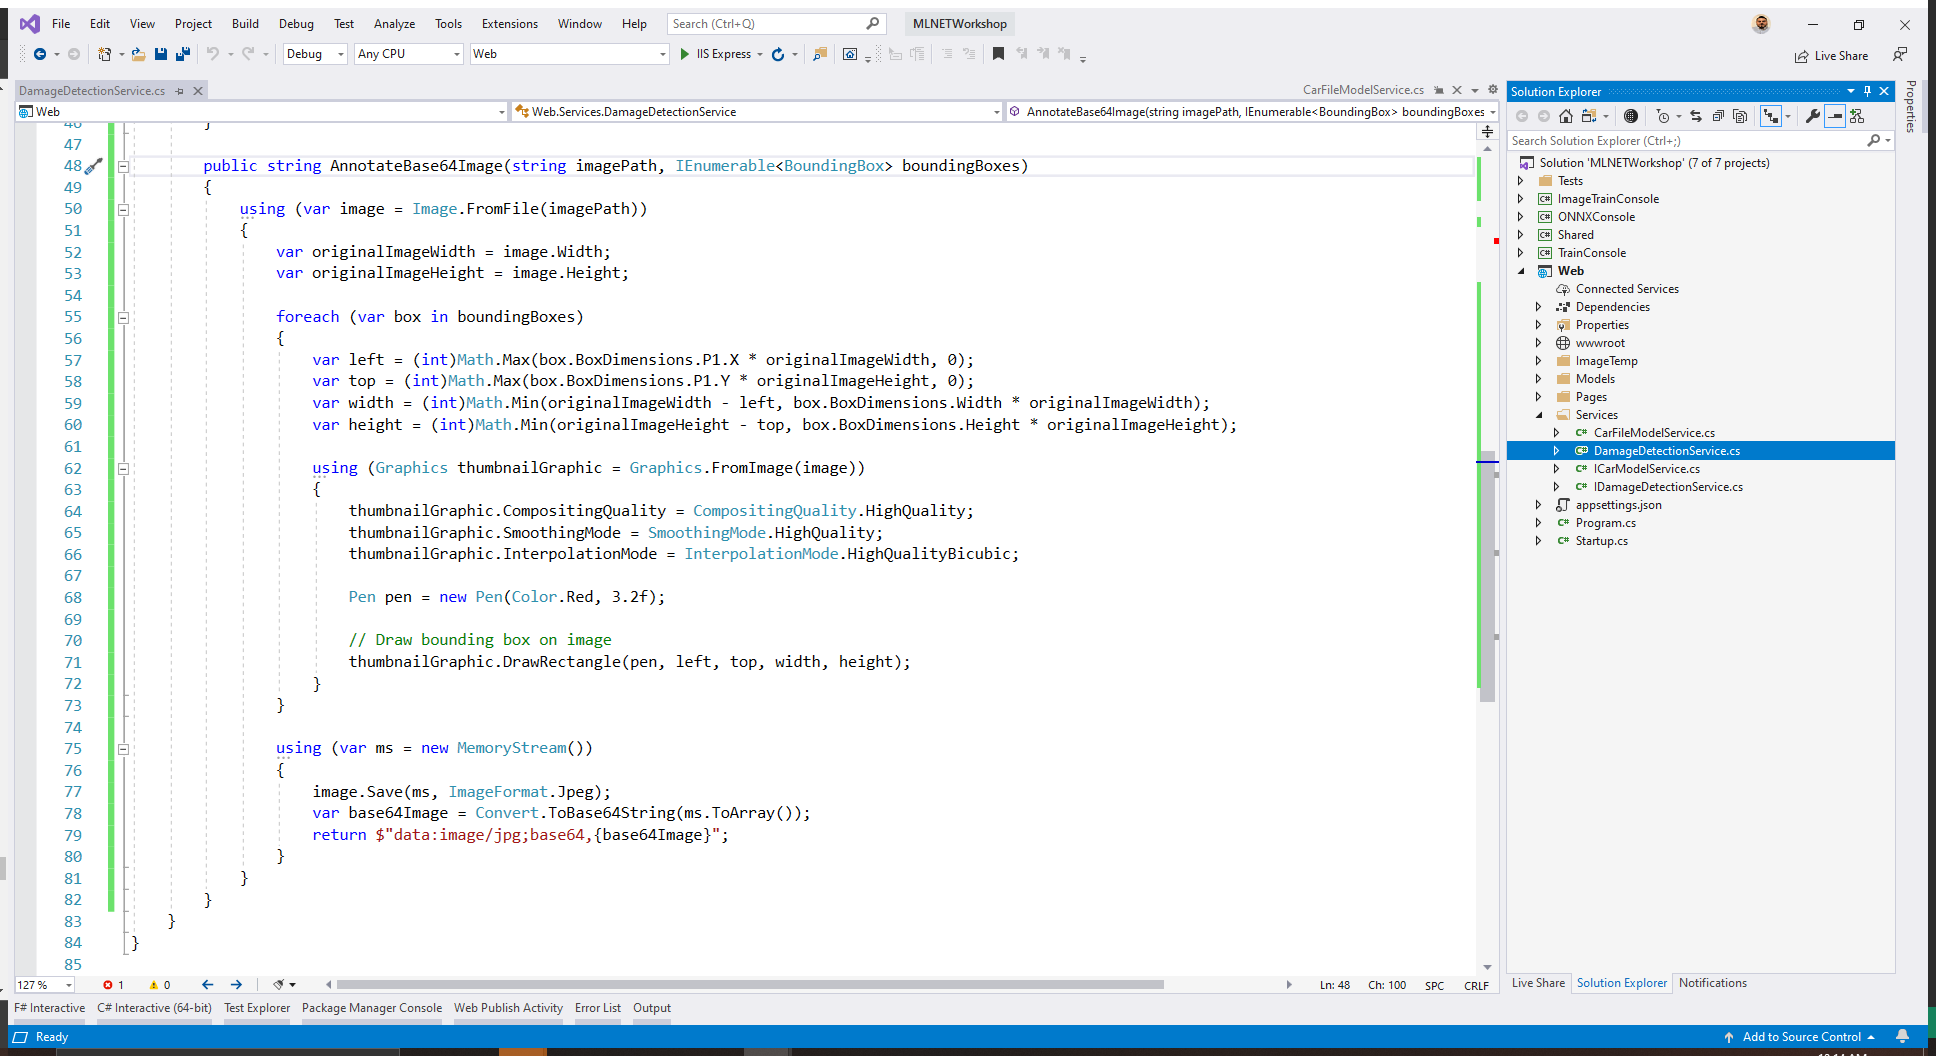 File Edit View Project Build Debug Test Analyze Tools Extensions Window Help Search (Ctrl+Q) MLNETWorkshop
Debug Any CPU Web IIS Express Live Share
DamageDetectionService.cs CarFileModelService.cs
Web Web.Services.DamageDetectionService AnnotateBase64Image(string imagePath, IEnumerable<BoundingBox> boundingBoxes
46 }
47
48 public string AnnotateBase64Image(string imagePath, IEnumerable<BoundingBox> boundingBoxes)
49 {
50 using (var image = Image.FromFile(imagePath))
51 {
52 var originalImageWidth = image.Width;
53 var originalImageHeight = image.Height;
54
55 foreach (var box in boundingBoxes)
56 {
57 var left = (int)Math.Max(box.BoxDimensions.P1.X * originalImageWidth, 0);
58 var top = (int)Math.Max(box.BoxDimensions.P1.Y * originalImageHeight, 0);
59 var width = (int)Math.Min(originalImageWidth - left, box.BoxDimensions.Width * originalImageWidth);
60 var height = (int)Math.Min(originalImageHeight - top, box.BoxDimensions.Height * originalImageHeight);
61
62 using (Graphics thumbnailGraphic = Graphics.FromImage(image))
63 {
64 thumbnailGraphic.CompositingQuality = CompositingQuality.HighQuality;
65 thumbnailGraphic.SmoothingMode = SmoothingMode.HighQuality;
66 thumbnailGraphic.InterpolationMode = InterpolationMode.HighQualityBicubic;
67
68 Pen pen = new Pen(Color.Red, 3.2f);
69
70 // Draw bounding box on image
71 thumbnailGraphic.DrawRectangle(pen, left, top, width, height);
72 }
73 }
74
75 using (var ms = new MemoryStream())
76 {
77 image.Save(ms, ImageFormat.Jpeg);
78 var base64Image = Convert.ToBase64String(ms.ToArray());
79 return $"data:image/jpg;base64,{base64Image}";
80 }
81 }
82 }
83 }
84 }
85
127 % 1 0 Ln: 48 Ch: 100 SPC CRLF
F# Interactive C# Interactive (64-bit) Test Explorer Package Manager Console Web Publish Activity Error List Output
Solution Explorer
Search Solution Explorer (Ctrl+;)
Solution 'MLNETWorkshop' (7 of 7 projects)
Tests
C# ImageTrainConsole
C# ONNXConsole
C# Shared
C# TrainConsole
Web
Connected Services
Dependencies
Properties
wwwroot
ImageTemp
Models
Pages
Services
C# CarFileModelService.cs
C# DamageDetectionService.cs
C# ICarModelService.cs
C# IDamageDetectionService.cs
appsettings.json
C# Program.cs
C# Startup.cs
Live Share Solution Explorer Notifications
Properties
Ready Add to Source Control